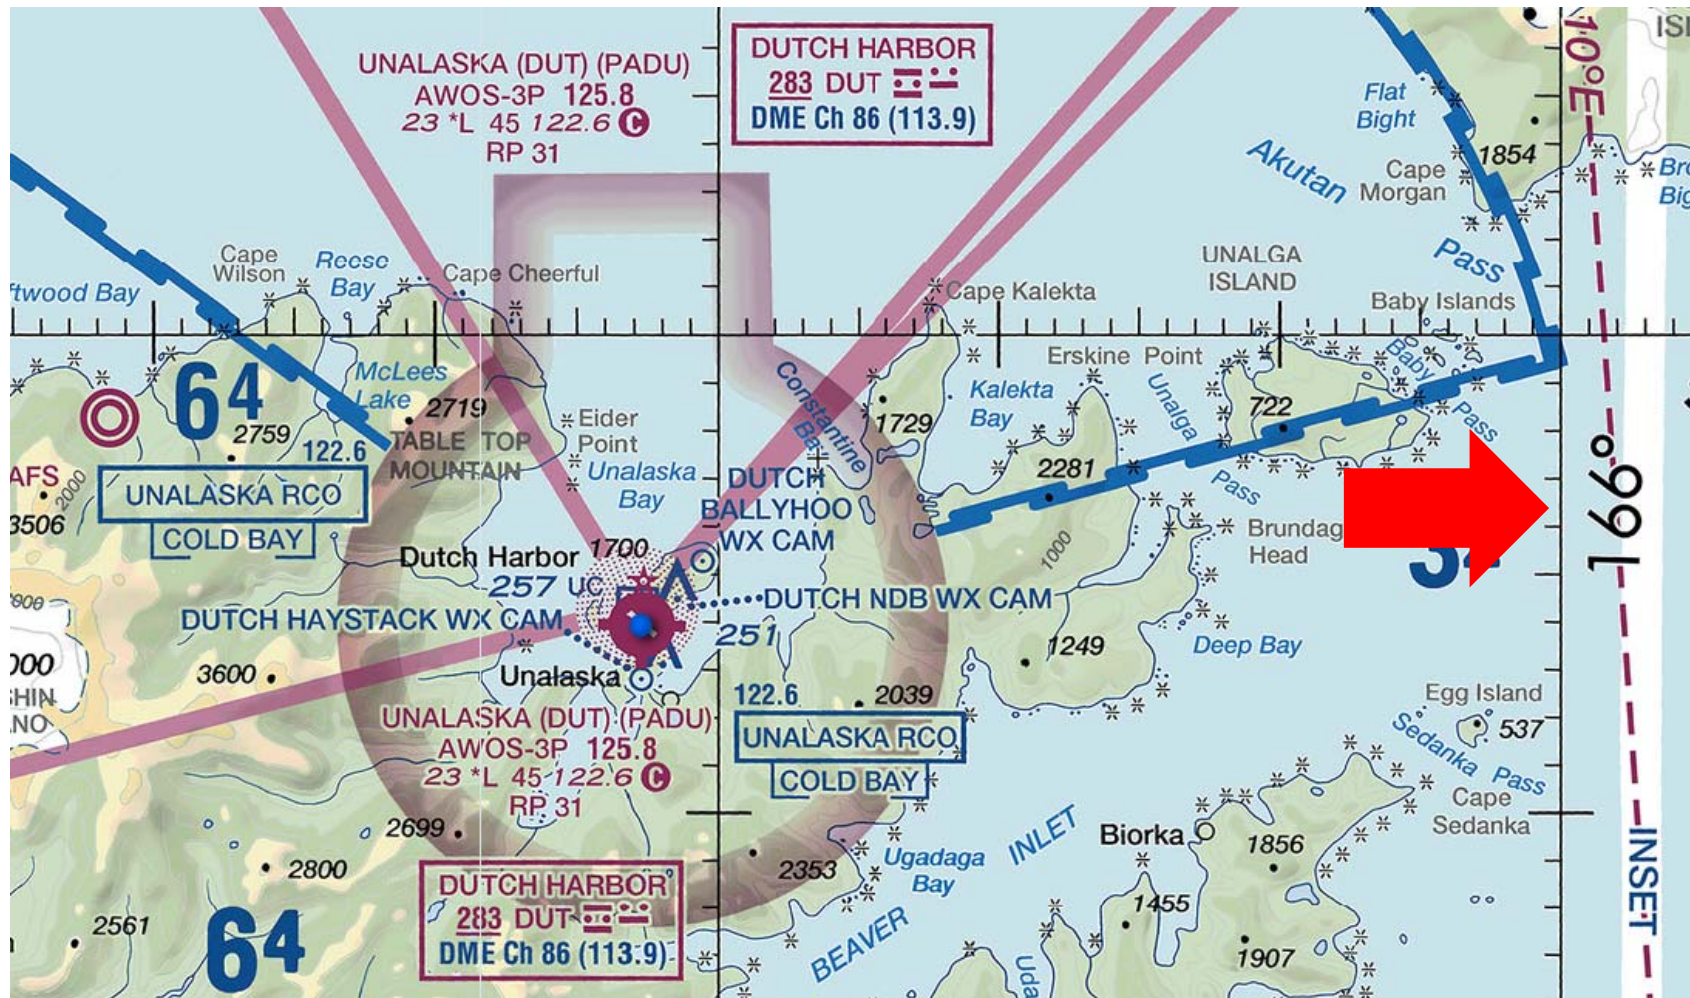 UNALASKA (DUT) (PADU)
AWOS-3P 125.8
23 *L 45 122.6 C
RP 31
DUTCH HARBOR
283 DUT
DME Ch 86 (113.9)
10°E
Flat
Bight
Akutan
Pass
Cape
Morgan
1854
Cape
Wilson
Reese
Bay
Cape Cheerful
Cape Kalekta
UNALGA
ISLAND
Baby Islands
Baby
Pass
ftwood Bay
64
2759
McLees
Lake
2719
TABLE TOP
MOUNTAIN
Eider
Point
Unalaska
Bay
Constantine
Bay
1729
Kalekta
Bay
Erskine Point
Unalga
Pass
722
2281
AFS
3506
2000
122.6
UNALASKA RCO
COLD BAY
DUTCH
BALLYHOO
WX CAM
Brundag
Head
166°
1000
Dutch Harbor
1700
257 UC
DUTCH HAYSTACK WX CAM
DUTCH NDB WX CAM
251
1249
Deep Bay
3600
Unalaska
UNALASKA (DUT) (PADU)
AWOS-3P 125.8
23 *L 45 122.6 C
RP 31
122.6
2039
UNALASKA RCO
COLD BAY
Egg Island
537
Sedanka Pass
Cape
Sedanka
2699
2800
2561
64
DUTCH HARBOR
283 DUT
DME Ch 86 (113.9)
2353
Ugadaga
Bay
BEAVER
INLET
Biorka
1856
1455
1907
INSET